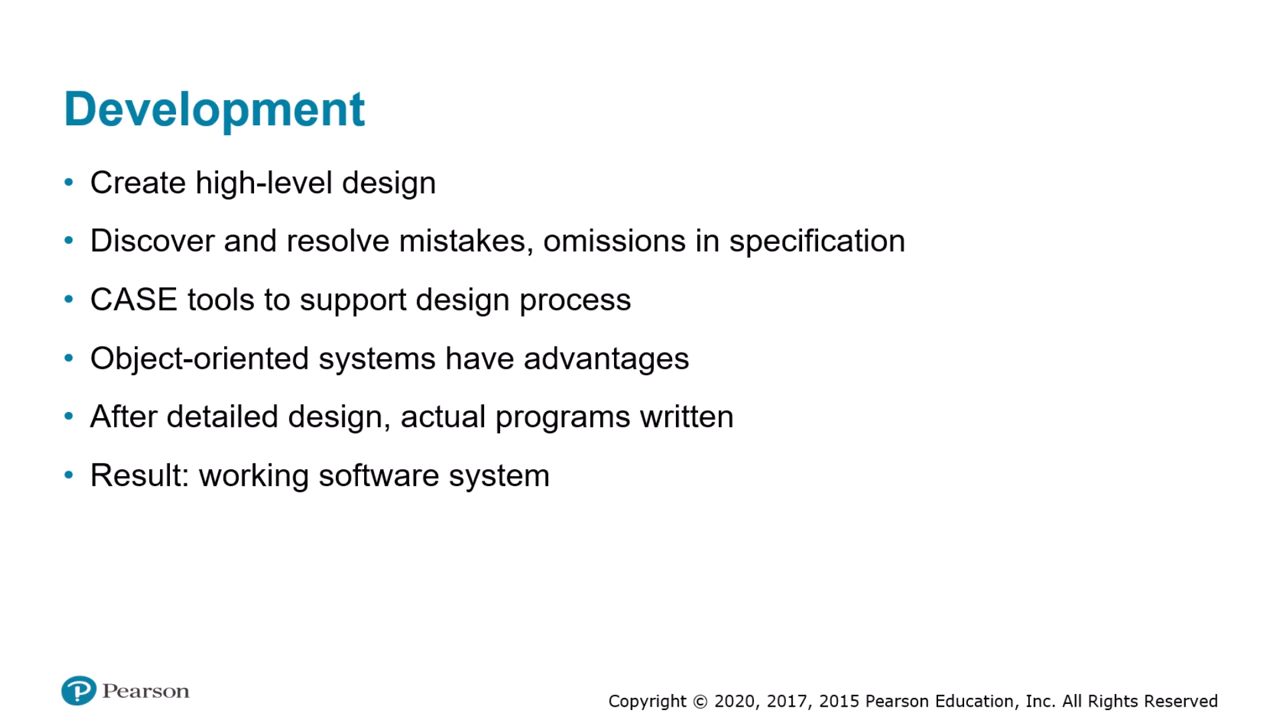 Development
• Create high-level design
• Discover and resolve mistakes, omissions in specification
• CASE tools to support design process
• Object-oriented systems have advantages
• After detailed design, actual programs written
• Result: working software system
Pearson
Copyright © 2020, 2017, 2015 Pearson Education, Inc. All Rights Reserved